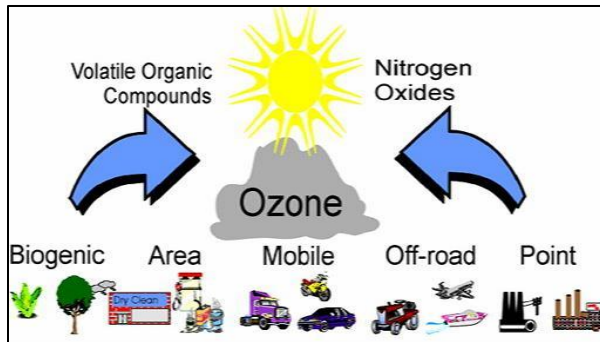 Volatile Organic
Compounds
Nitrogen
Oxides
Ozone
Biogenic Area Mobile Off-road Point
Dry Clean